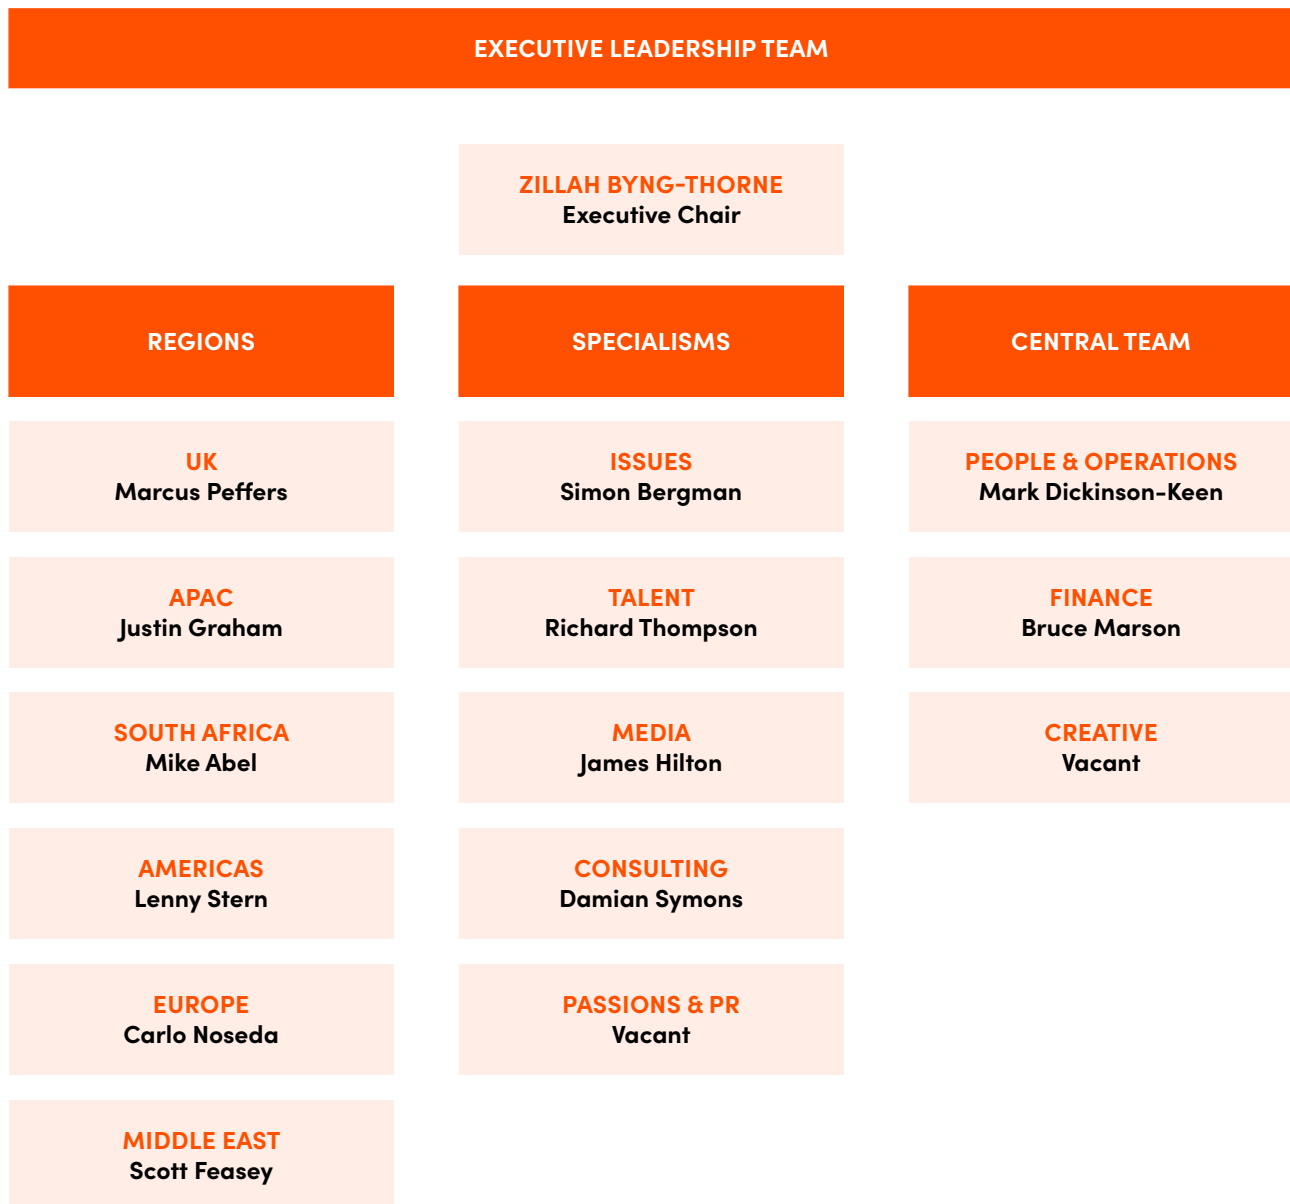 EXECUTIVE LEADERSHIP TEAM
ZILLAH BYNG-THORNE
Executive Chair
REGIONS
UK
Marcus Peffers
APAC
Justin Graham
SOUTH AFRICA
Mike Abel
AMERICAS
Lenny Stern
EUROPE
Carlo Noseda
MIDDLE EAST
Scott Feasey
SPECIALISMS
ISSUES
Simon Bergman
TALENT
Richard Thompson
MEDIA
James Hilton
CONSULTING
Damian Symons
PASSIONS & PR
Vacant
CENTRAL TEAM
PEOPLE & OPERATIONS
Mark Dickinson-Keen
FINANCE
Bruce Marson
CREATIVE
Vacant